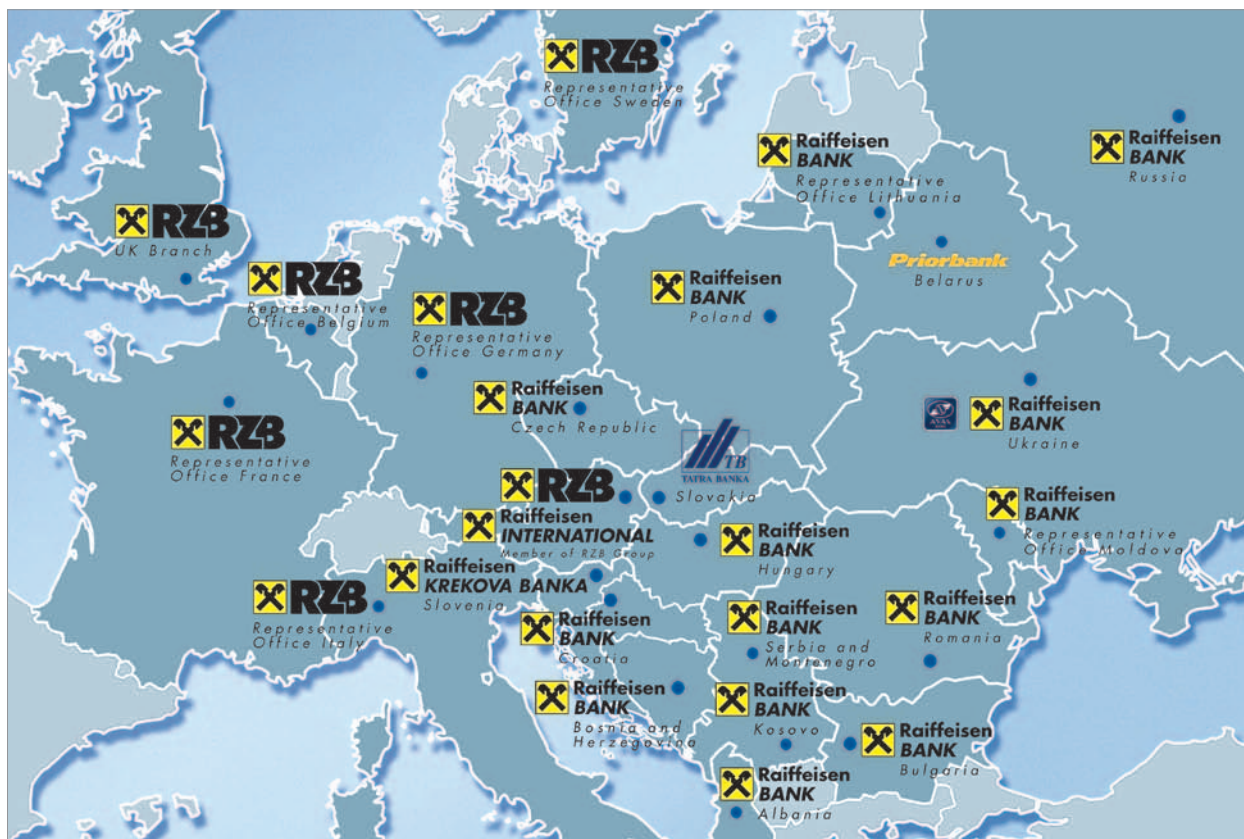 RZB
Representative
Office Sweden
Raiffeisen
BANK
Representative
Office Lithuania
Raiffeisen
BANK
Russia
RZB
UK Branch
RZB
Representative
Office Belgium
RZB
Representative
Office Germany
Raiffeisen
BANK
Poland
Priorbank
Belarus
Raiffeisen
BANK
Czech Republic
RZB
Representative
Office France
Raiffeisen
BANK
Ukraine
TB
TATRA BANKA
Slovakia
RZB
Raiffeisen
INTERNATIONAL
Member of RZB Group
Raiffeisen
BANK
Hungary
Raiffeisen
BANK
Representative
Office Moldova
Raiffeisen
KREKOVA BANKA
Slovenia
RZB
Representative
Office Italy
Raiffeisen
BANK
Croatia
Raiffeisen
BANK
Serbia and
Montenegro
Raiffeisen
BANK
Romania
Raiffeisen
BANK
Bosnia and
Herzegovina
Raiffeisen
BANK
Kosovo
Raiffeisen
BANK
Bulgaria
Raiffeisen
BANK
Albania